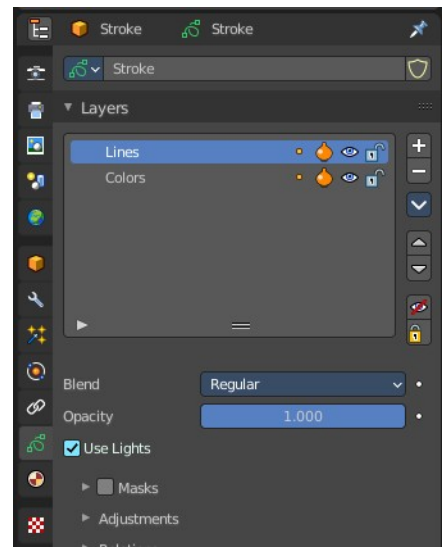 Stroke Stroke
Stroke
Layers
Lines
Colors
Blend Regular
Opacity 1.000
Use Lights
Masks
Adjustments